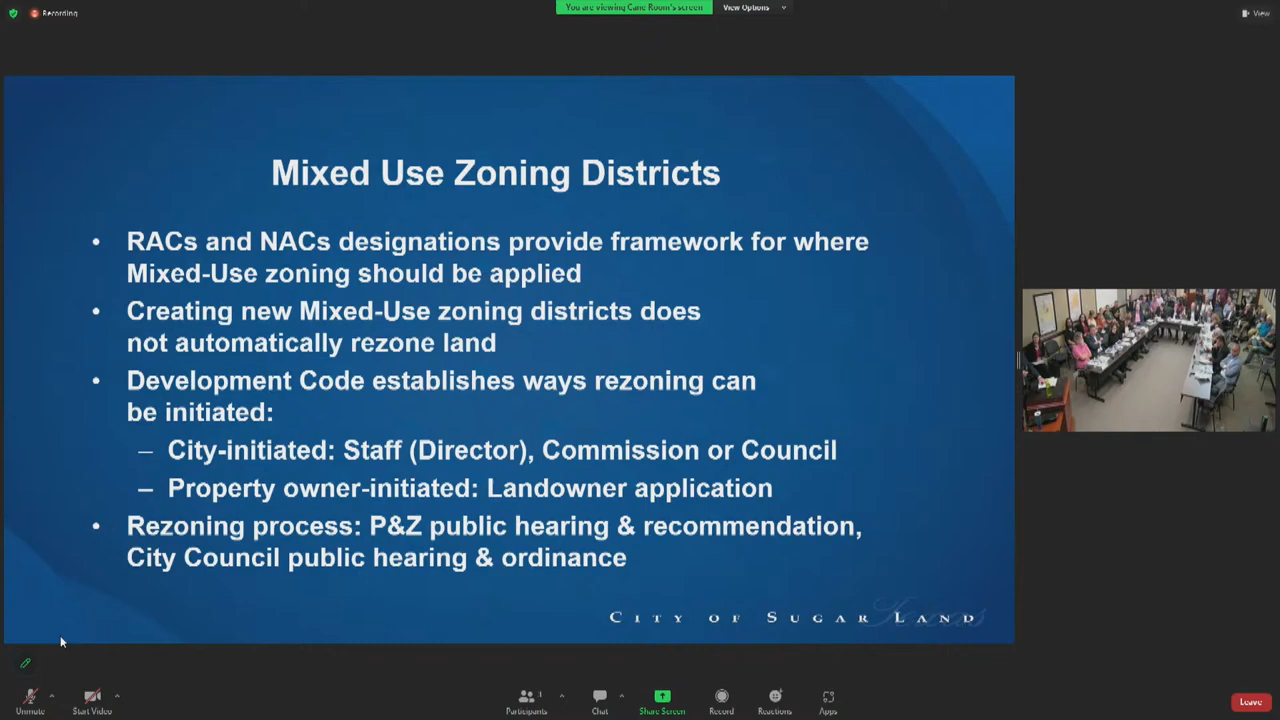 Recording
You are viewing Cane Room's screen
View Options
View
Mixed Use Zoning Districts
• RACs and NACs designations provide framework for where
Mixed-Use zoning should be applied
• Creating new Mixed-Use zoning districts does
not automatically rezone land
• Development Code establishes ways rezoning can
be initiated:
– City-initiated: Staff (Director), Commission or Council
– Property owner-initiated: Landowner application
• Rezoning process: P&Z public hearing & recommendation,
City Council public hearing & ordinance
CITY OF SUGAR LAND
Texas
Unmute
Start Video
Participants
1
Chat
Share Screen
Record
Reactions
Apps
Leave